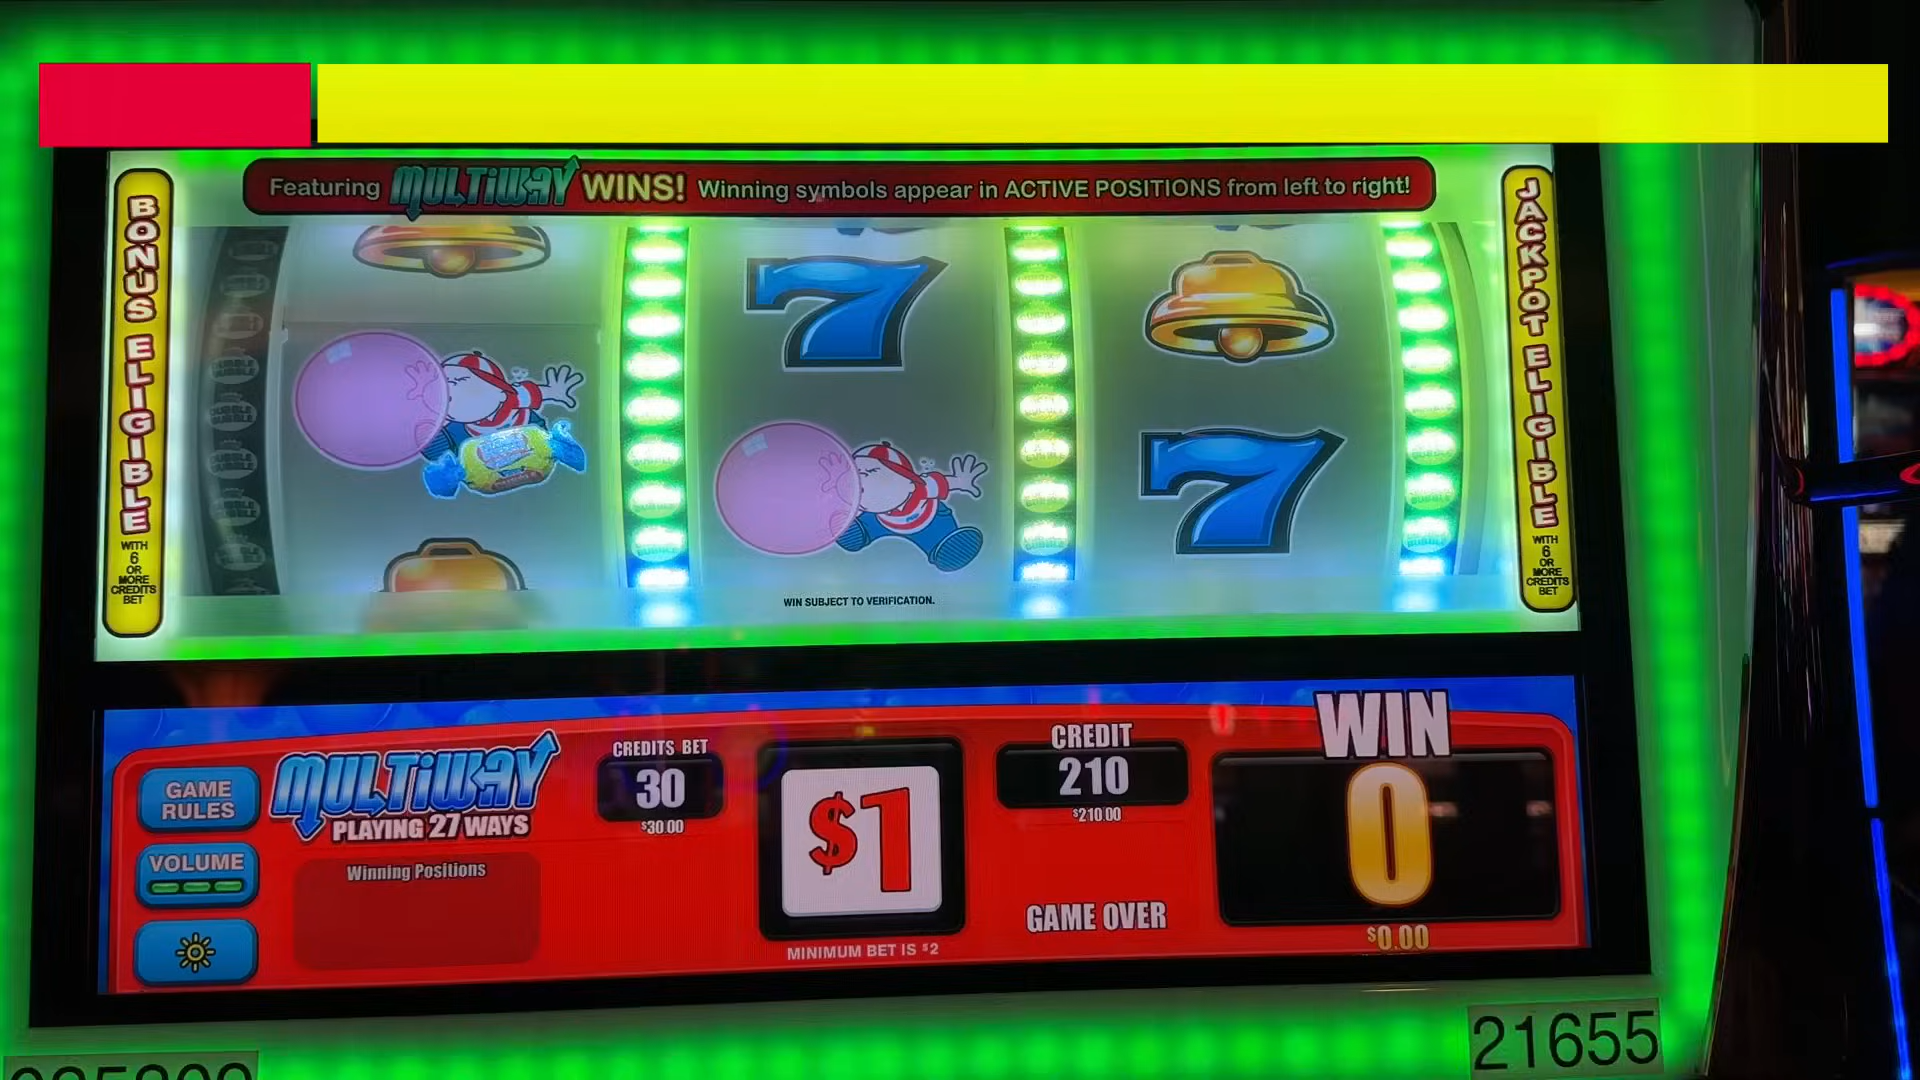 Featuring MULTiWAY WINS! Winning symbols appear in ACTIVE POSITIONS from left to right!
BONUS ELIGIBLE
WITH
6
OR
MORE
CREDITS
BET
JACKPOT ELIGIBLE
WITH
6
OR
MORE
CREDITS
BET
WIN SUBJECT TO VERIFICATION.
GAME
RULES
VOLUME
MULTiWAY
PLAYING 27 WAYS
Winning Positions
CREDITS BET
30
$30.00
$1
MINIMUM BET IS $2
CREDIT
210
$210.00
GAME OVER
WIN
0
$0.00
21655